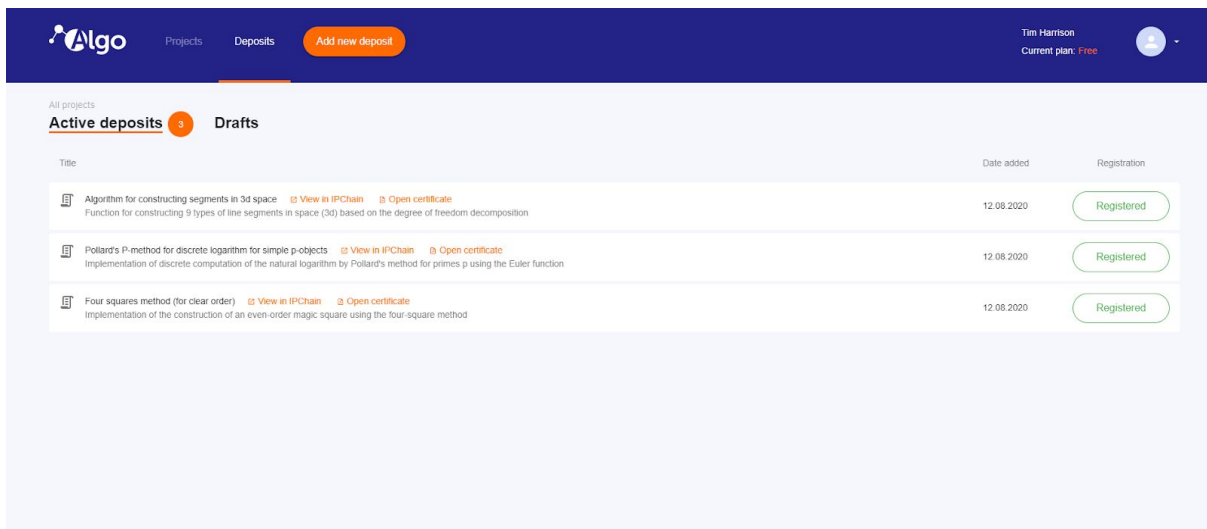 Algo
Projects Deposits Add new deposit
Tim Harrison
Current plan: Free
All projects
Active deposits 3 Drafts
Title Date added Registration
Algorithm for constructing segments in 3d space View in IPChain Open certificate
Function for constructing 9 types of line segments in space (3d) based on the degree of freedom decomposition
12.08.2020 Registered
Pollard's P-method for discrete logarithm for simple p-objects View in IPChain Open certificate
Implementation of discrete computation of the natural logarithm by Pollard's method for primes p using the Euler function
12.08.2020 Registered
Four squares method (for clear order) View in IPChain Open certificate
Implementation of the construction of an even-order magic square using the four-square method
12.08.2020 Registered